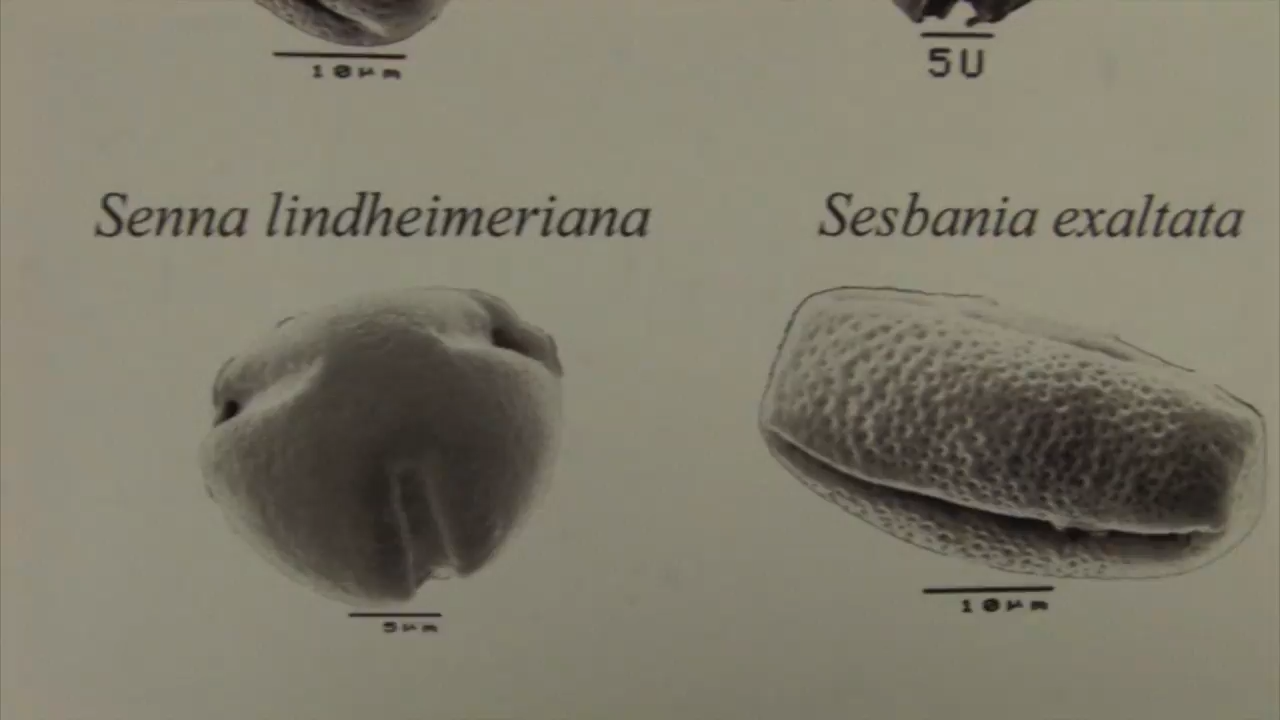 10µm
5U
Senna lindheimeriana
Sesbania exaltata
5µm
10µm